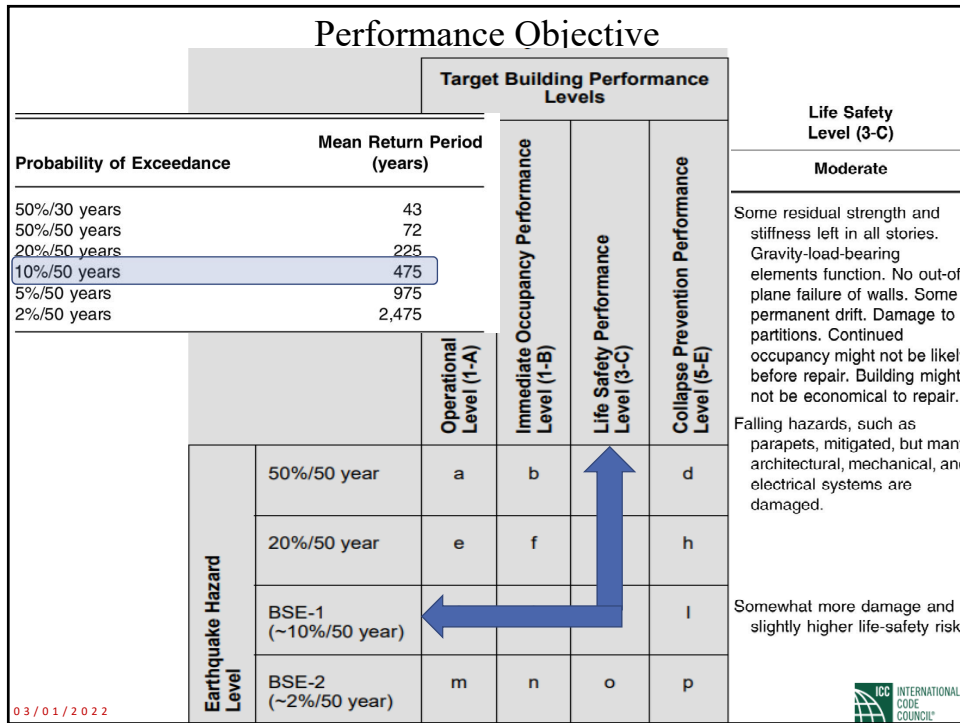 Performance Objective
Target Building Performance
Levels
Probability of Exceedance
Mean Return Period
(years)
50%/30 years 43
50%/50 years 72
20%/50 years 225
10%/50 years 475
5%/50 years 975
2%/50 years 2,475
Operational
Level (1-A)
Immediate Occupancy Performance
Level (1-B)
Life Safety Performance
Level (3-C)
Collapse Prevention Performance
Level (5-E)
Earthquake Hazard
Level
50%/50 year a b d
20%/50 year e f h
BSE-1
(~10%/50 year) l
BSE-2
(~2%/50 year) m n o p
Life Safety
Level (3-C)
Moderate
Some residual strength and
stiffness left in all stories.
Gravity-load-bearing
elements function. No out-of
plane failure of walls. Some
permanent drift. Damage to
partitions. Continued
occupancy might not be likely
before repair. Building might
not be economical to repair.
Falling hazards, such as
parapets, mitigated, but
architectural, mechanical,
electrical systems are
damaged.
Somewhat more damage and
slightly higher life-safety risk
03/01/2022
ICC INTERNATIONAL
CODE
COUNCIL®